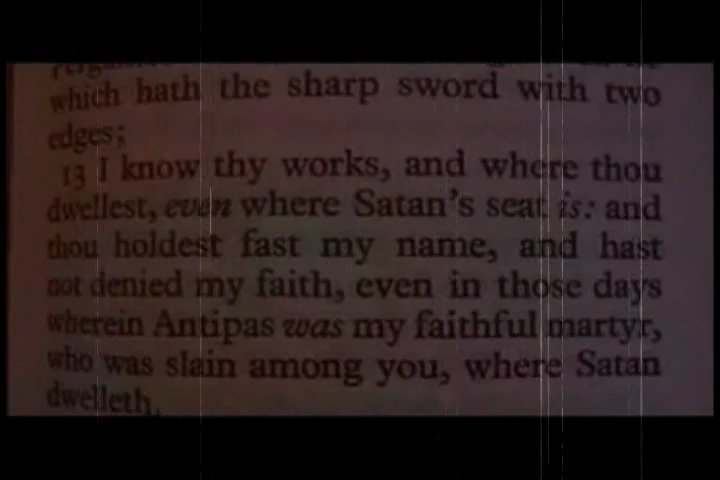 which hath the sharp sword with two
edges;
13 I know thy works, and where thou
dwellest, even where Satan's seat is: and
thou holdest fast my name, and hast
not denied my faith, even in those days
wherein Antipas was my faithful martyr,
who was slain among you, where Satan
dwelleth.